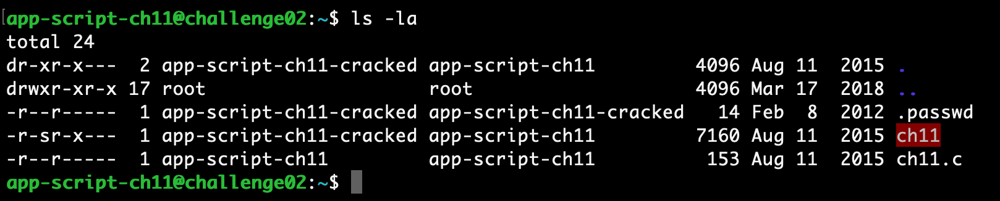 app-script-ch11@challenge02:~$ ls -la
total 24
dr-xr-x---  2 app-script-ch11-cracked app-script-ch11         4096 Aug 11  2015 .
drwxr-xr-x 17 root                    root                    4096 Mar 17  2018 ..
-r--r-----  1 app-script-ch11-cracked app-script-ch11-cracked   14 Feb  8  2012 .passwd
-r-sr-x---  1 app-script-ch11-cracked app-script-ch11         7160 Aug 11  2015 ch11
-r--r-----  1 app-script-ch11         app-script-ch11          153 Aug 11  2015 ch11.c
app-script-ch11@challenge02:~$